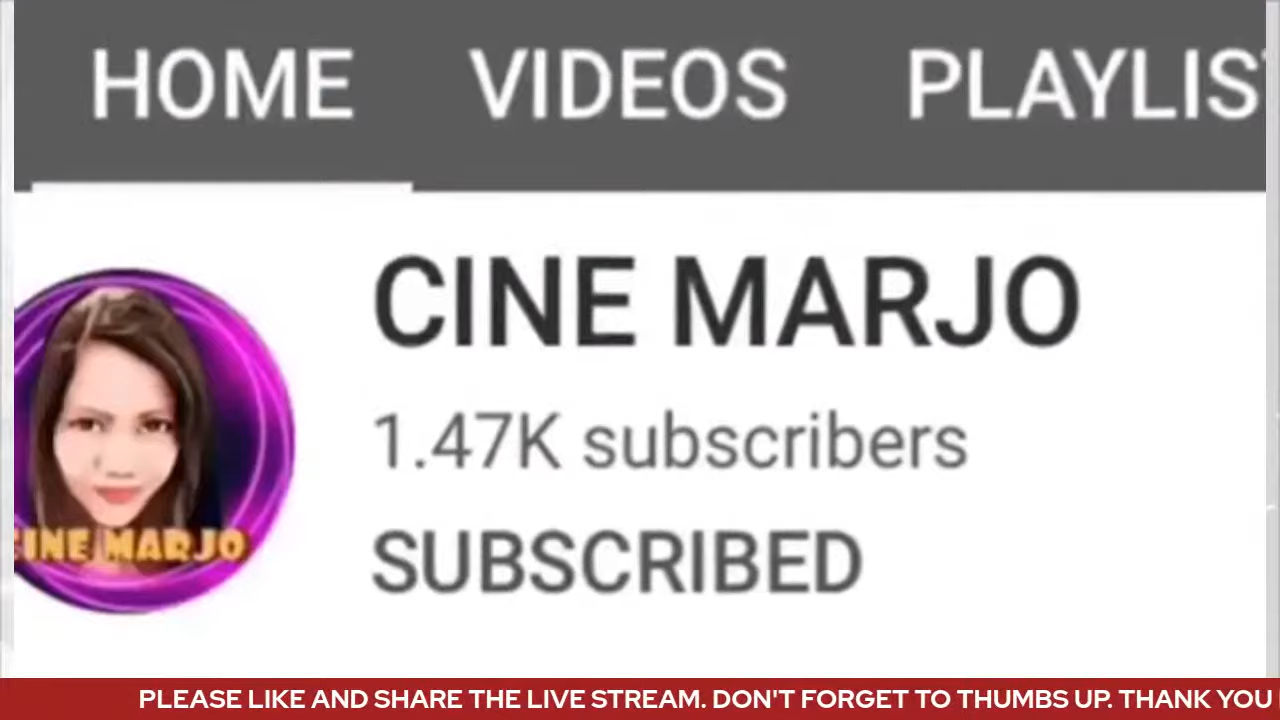 HOME VIDEOS PLAYLIST
CINE MARJO
1.47K subscribers
CINE MARJO
SUBSCRIBED
PLEASE LIKE AND SHARE THE LIVE STREAM. DON'T FORGET TO THUMBS UP. THANK YOU